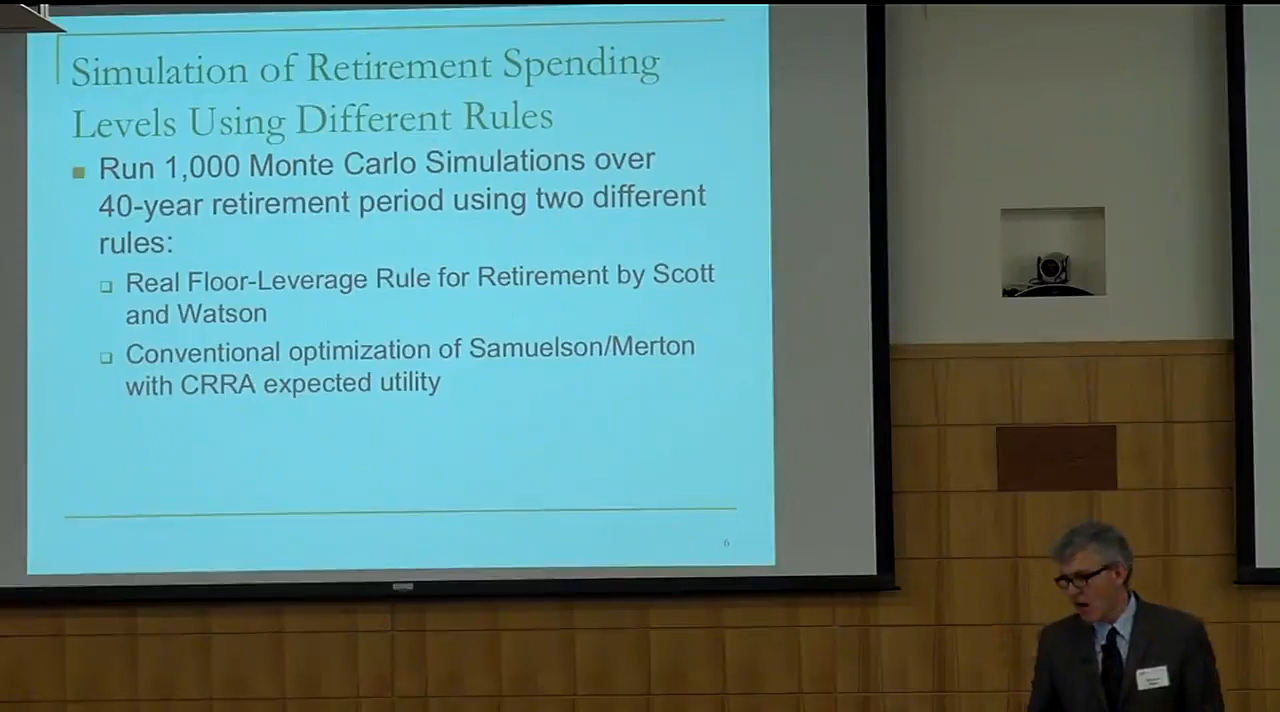 Simulation of Retirement Spending
Levels Using Different Rules
Run 1,000 Monte Carlo Simulations over
40-year retirement period using two different
rules:
Real Floor-Leverage Rule for Retirement by Scott
and Watson
Conventional optimization of Samuelson/Merton
with CRRA expected utility
6